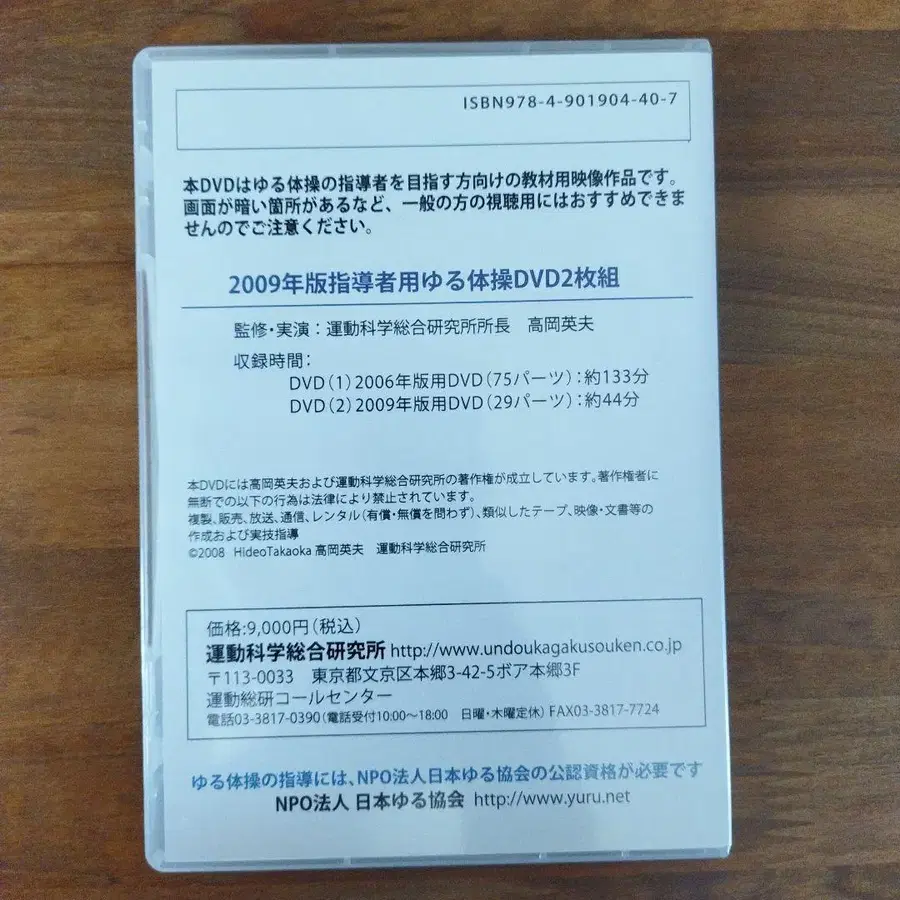 ISBN978-4-901904-40-7
本DVDはゆる体操の指導者を目指す方向けの教材用映像作品です。
画面が暗い箇所があるなど、一般の方の視聴用にはおすすめできま
せんのでご注意ください。
2009年版指導者用ゆる体操DVD2枚組
監修・実演：運動科学総合研究所所長　高岡英夫
収録時間：
DVD（1）2006年版用DVD（75パーツ）：約133分
DVD（2）2009年版用DVD（29パーツ）：約44分
本DVDには高岡英夫および運動科学総合研究所の著作権が成立しています。著作権者に
無断での以下の行為は法律により禁止されています。
複製、販売、放送、通信、レンタル（有償・無償を問わず）、類似したテープ、映像・文書等の
作成および実技指導
©2008　HideoTakaoka 高岡英夫　運動科学総合研究所
価格:9,000円（税込）
運動科学総合研究所 http://www.undoukagakusouken.co.jp
〒113-0033　東京都文京区本郷3-42-5ボア本郷3F
運動総研コールセンター
電話03-3817-0390（電話受付10:00～18:00　日曜・木曜定休）FAX03-3817-7724
ゆる体操の指導には、NPO法人日本ゆる協会の公認資格が必要です
NPO法人 日本ゆる協会 http://www.yuru.net